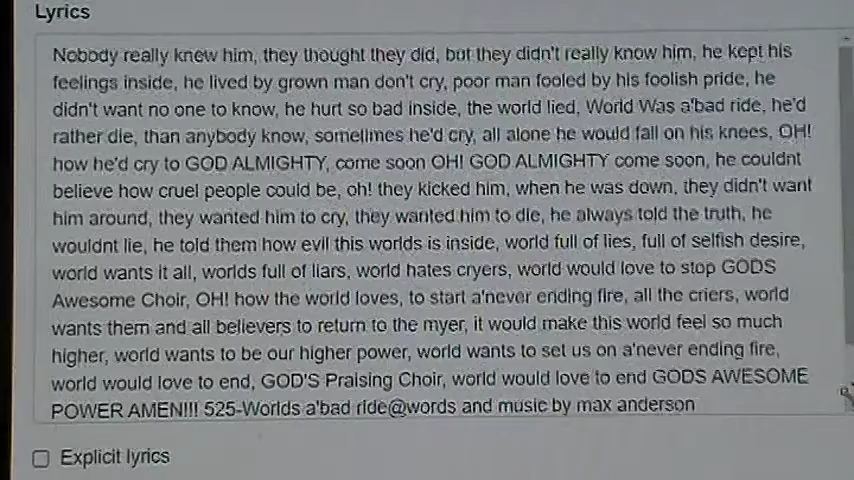 Lyrics
Nobody really knew him, they thought they did, but they didn't really know him, he kept his
feelings inside, he lived by grown man don't cry, poor man fooled by his foolish pride, he
didn't want no one to know, he hurt so bad inside, the world lied, World Was a'bad ride, he'd
rather die, than anybody know, sometimes he'd cry, all alone he would fall on his knees, OH!
how he'd cry to GOD ALMIGHTY, come soon OH! GOD ALMIGHTY come soon, he couldnt
believe how cruel people could be, oh! they kicked him, when he was down, they didn't want
him around, they wanted him to cry, they wanted him to die, he always told the truth, he
wouldnt lie, he told them how evil this worlds is inside, world full of lies, full of selfish desire,
world wants it all, worlds full of liars, world hates cryers, world would love to stop GODS
Awesome Choir, OH! how the world loves, to start a'never ending fire, all the criers, world
wants them and all believers to return to the myer, it would make this world feel so much
higher, world wants to be our higher power, world wants to set us on a'never ending fire,
world would love to end, GOD'S Praising Choir, world would love to end GODS AWESOME
POWER AMEN!!! 525-Worlds a'bad ride@words and music by max anderson
Explicit lyrics